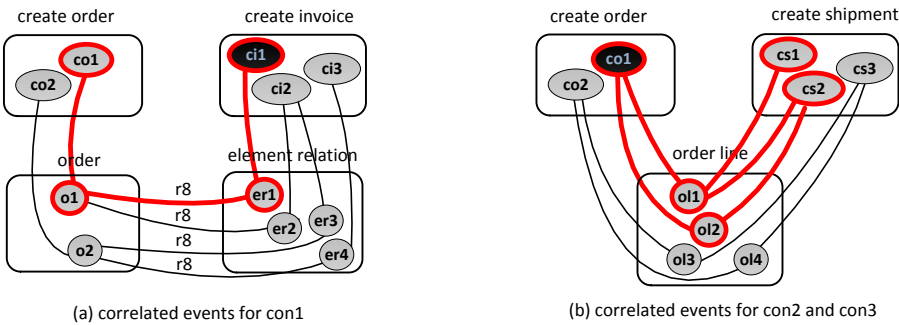 create order
create invoice
co1
co2
ci1
ci2
ci3
order
element relation
o1
r8
er1
r8
er2
er3
o2
r8
er4
r8
(a) correlated events for con1
create order
create shipment
co1
co2
cs1
cs2
cs3
order line
ol1
ol2
ol3
ol4
(b) correlated events for con2 and con3